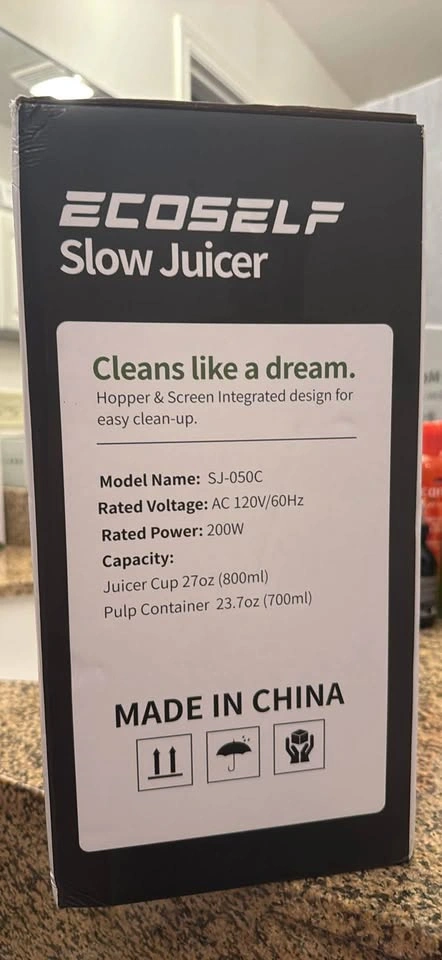 ECOSELF
Slow Juicer
Cleans like a dream.
Hopper & Screen Integrated design for
easy clean-up.
Model Name: SJ-050C
Rated Voltage: AC 120V/60Hz
Rated Power: 200W
Capacity:
Juicer Cup 27oz (800ml)
Pulp Container 23.7oz (700ml)
MADE IN CHINA